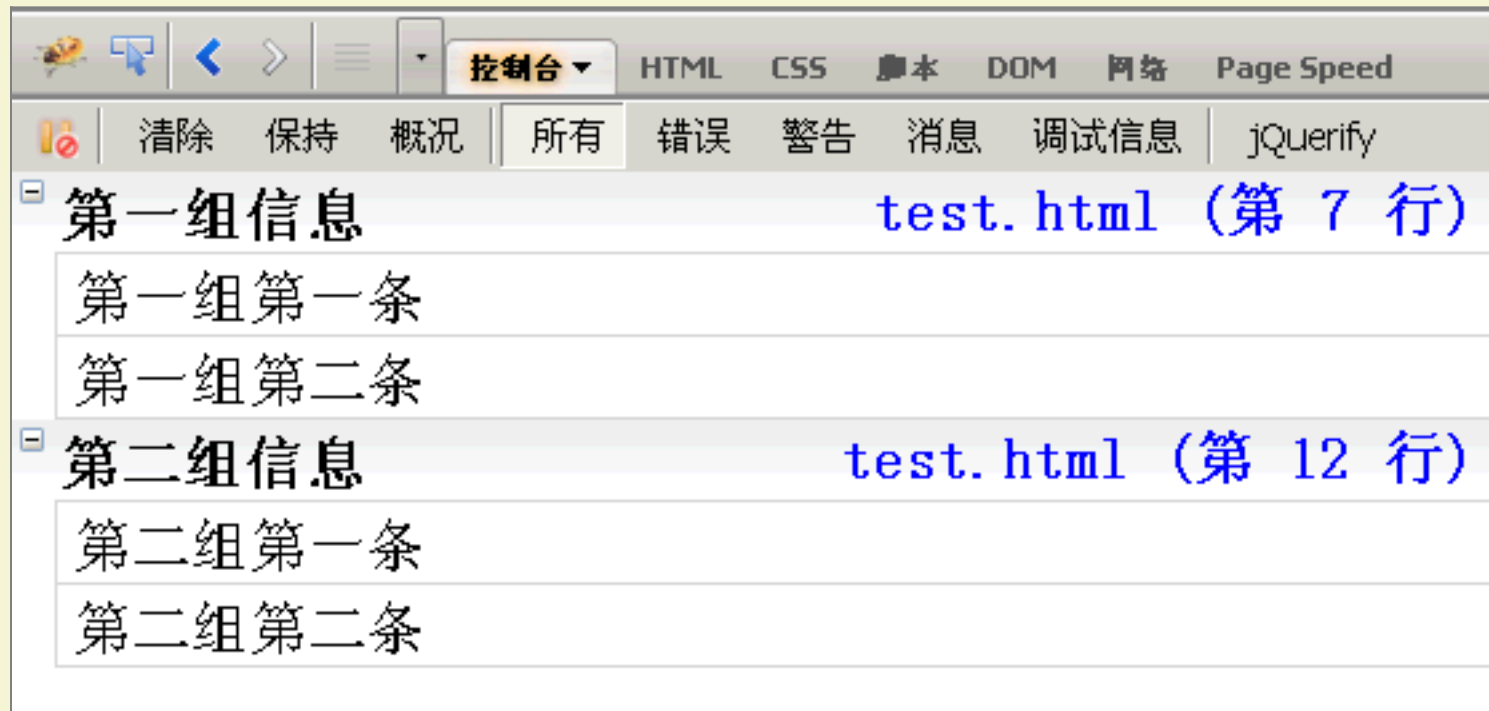 控制台 HTML CSS 脚本 DOM 网络 Page Speed
清除 保持 概况 所有 错误 警告 消息 调试信息 jQuerify
第一组信息 test.html (第 7 行)
第一组第一条
第一组第二条
第二组信息 test.html (第 12 行)
第二组第一条
第二组第二条